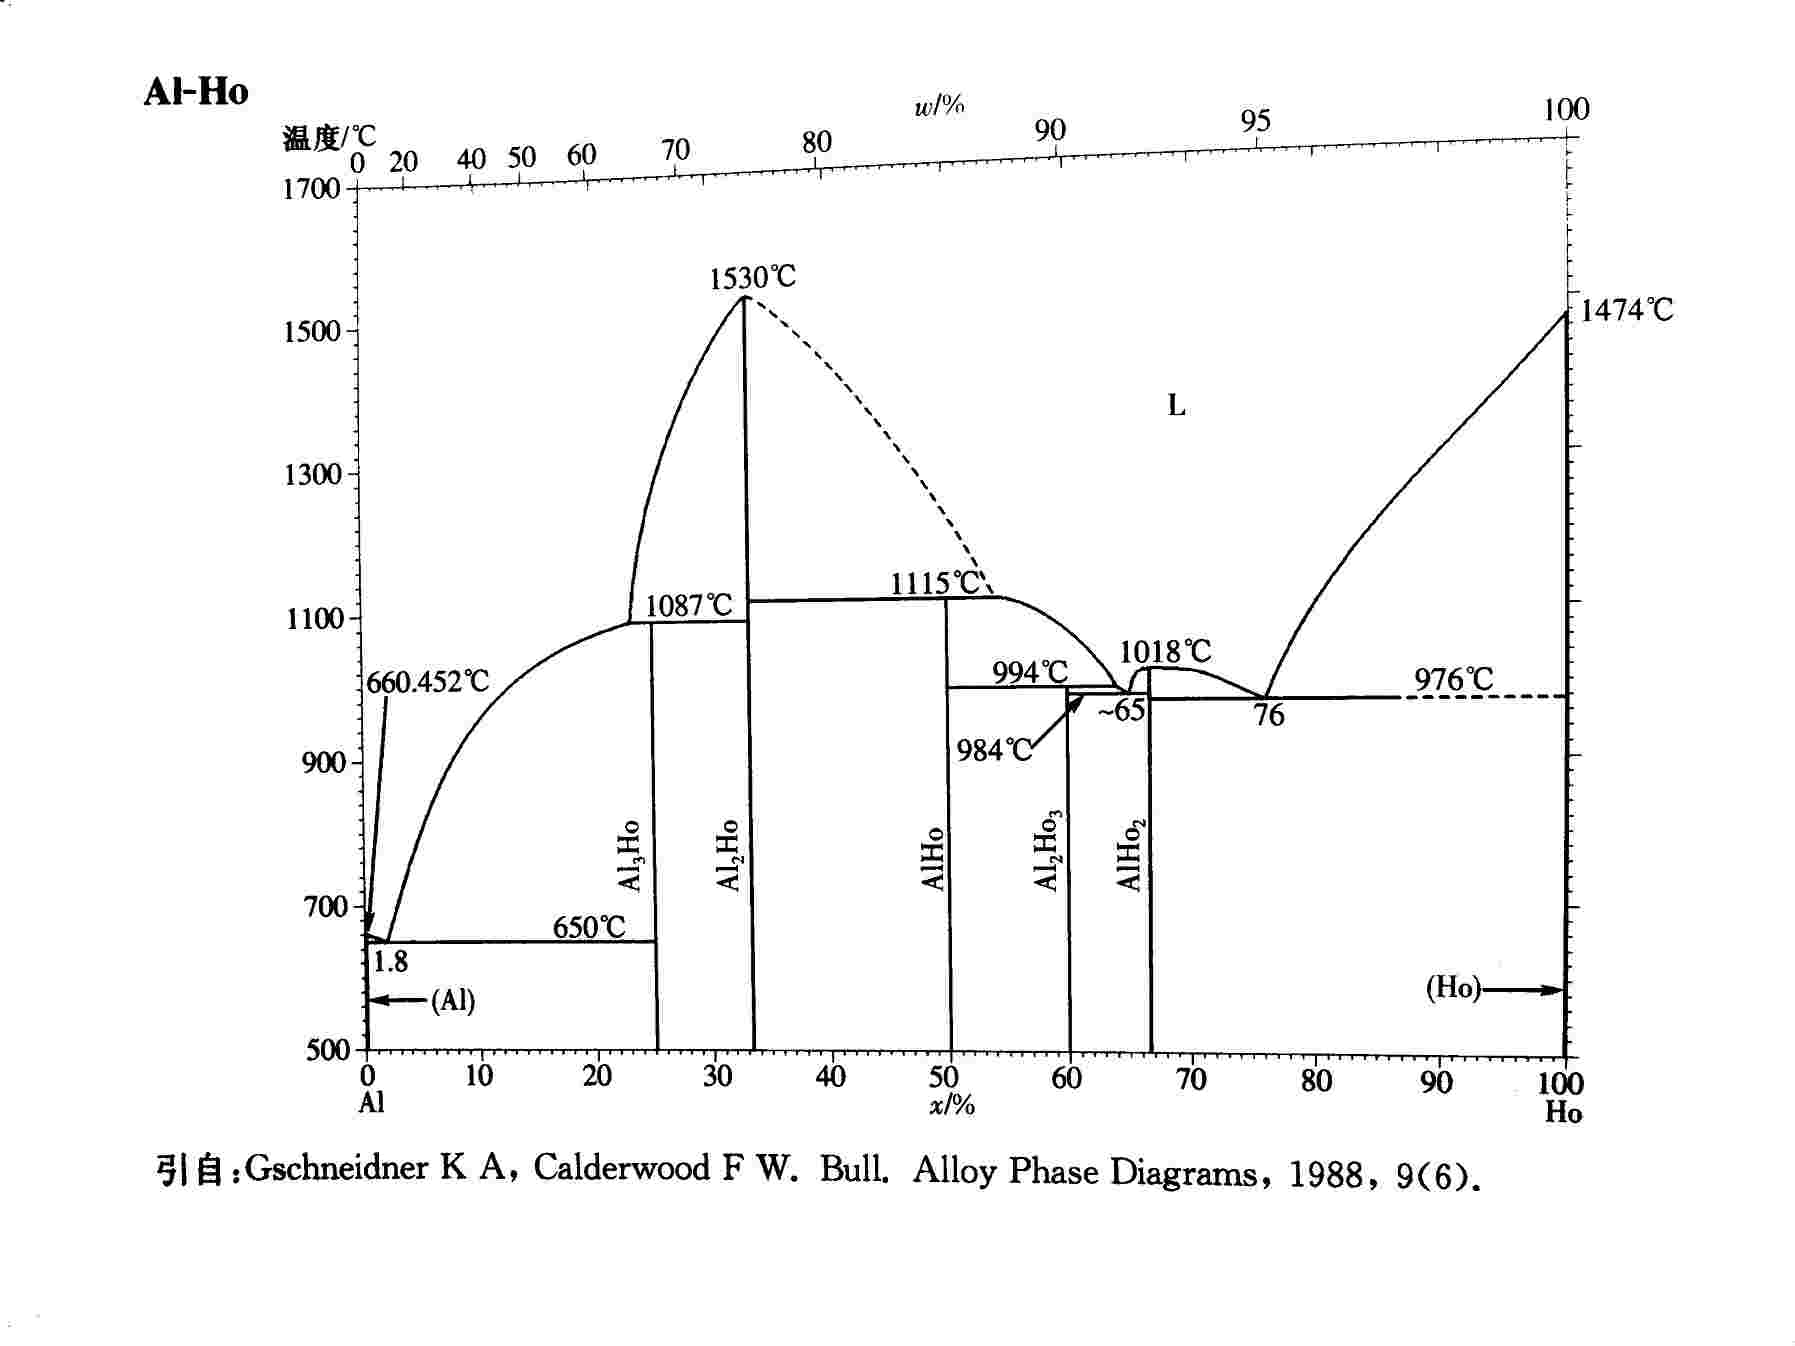 Al-Ho
w/%
温度/℃
0 20 40 50 60 70 80 90 95 100
1700
1530℃
1500
1474℃
L
1300
1115℃
1100
1087℃
1018℃
994℃
976℃
660.452℃
~65
76
984℃
900
Al₃Ho
Al₂Ho
AlHo
Al₂Ho₃
AlHo₂
700
650℃
1.8
(Al)
(Ho)
500
0 10 20 30 40 50 60 70 80 90 100
Al x/% Ho
引自:Gschneidner K A, Calderwood F W. Bull. Alloy Phase Diagrams, 1988, 9(6).